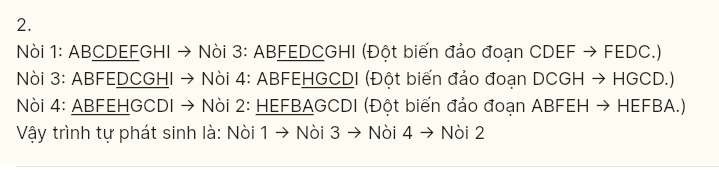 2.
Nòi 1: ABCDEFGHI → Nòi 3: ABFEDCGHI (Đột biến đảo đoạn CDEF → FEDC.)
Nòi 3: ABFEDCGHI → Nòi 4: ABFEHGCDI (Đột biến đảo đoạn DCGH → HGCD.)
Nòi 4: ABFEHGCDI → Nòi 2: HEFBAGCDI (Đột biến đảo đoạn ABFEH → HEFBA.)
Vậy trình tự phát sinh là: Nòi 1 → Nòi 3 → Nòi 4 → Nòi 2